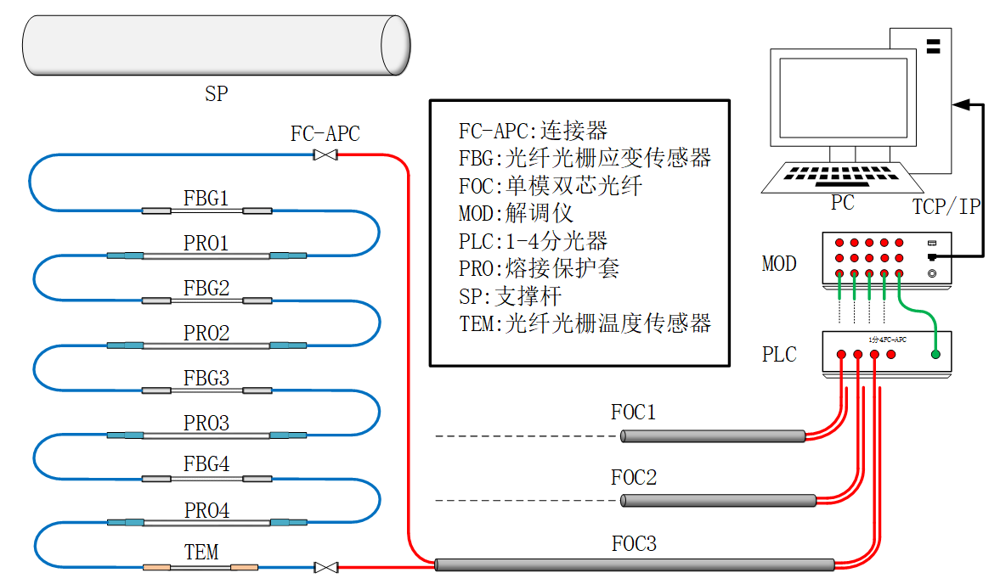 SP
FC-APC
FBG1
PRO1
FBG2
PRO2
FBG3
PRO3
FBG4
PRO4
TEM
FC-APC:连接器
FBG:光纤光栅应变传感器
FOC:单模双芯光纤
MOD:解调仪
PLC:1-4分光器
PRO:熔接保护套
SP:支撑杆
TEM:光纤光栅温度传感器
PC
TCP/IP
MOD
PLC
1分4FC-APC
FOC1
FOC2
FOC3